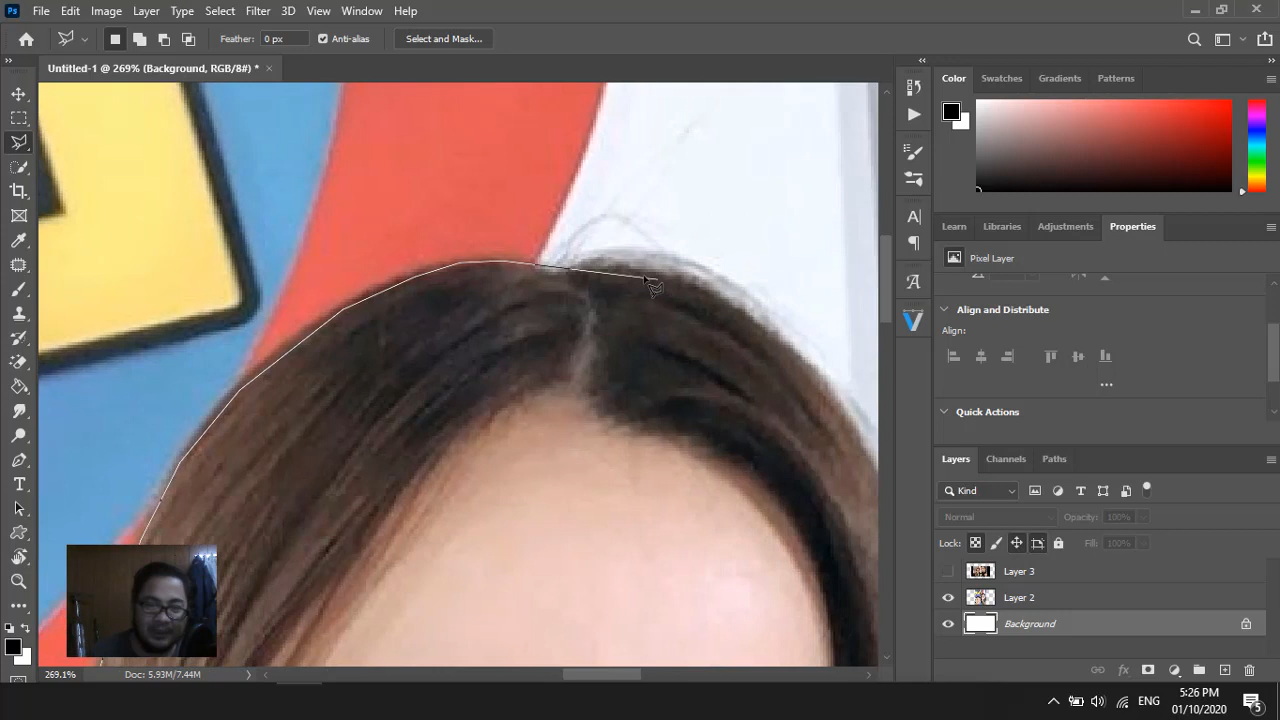 Ps File Edit Image Layer Type Select Filter 3D View Window Help
Feather: 0 px Anti-alias Select and Mask...
Untitled-1 @ 269% (Background, RGB/8#) * ×
Color Swatches Gradients Patterns
Learn Libraries Adjustments Properties
Pixel Layer
Align and Distribute
Align:
Quick Actions
Layers Channels Paths
Kind
Normal Opacity: 100%
Lock: Fill: 100%
Layer 3
Layer 2
Background
269.1% Doc: 5.93M/7.44M
ENG
5:26 PM
01/10/2020
5